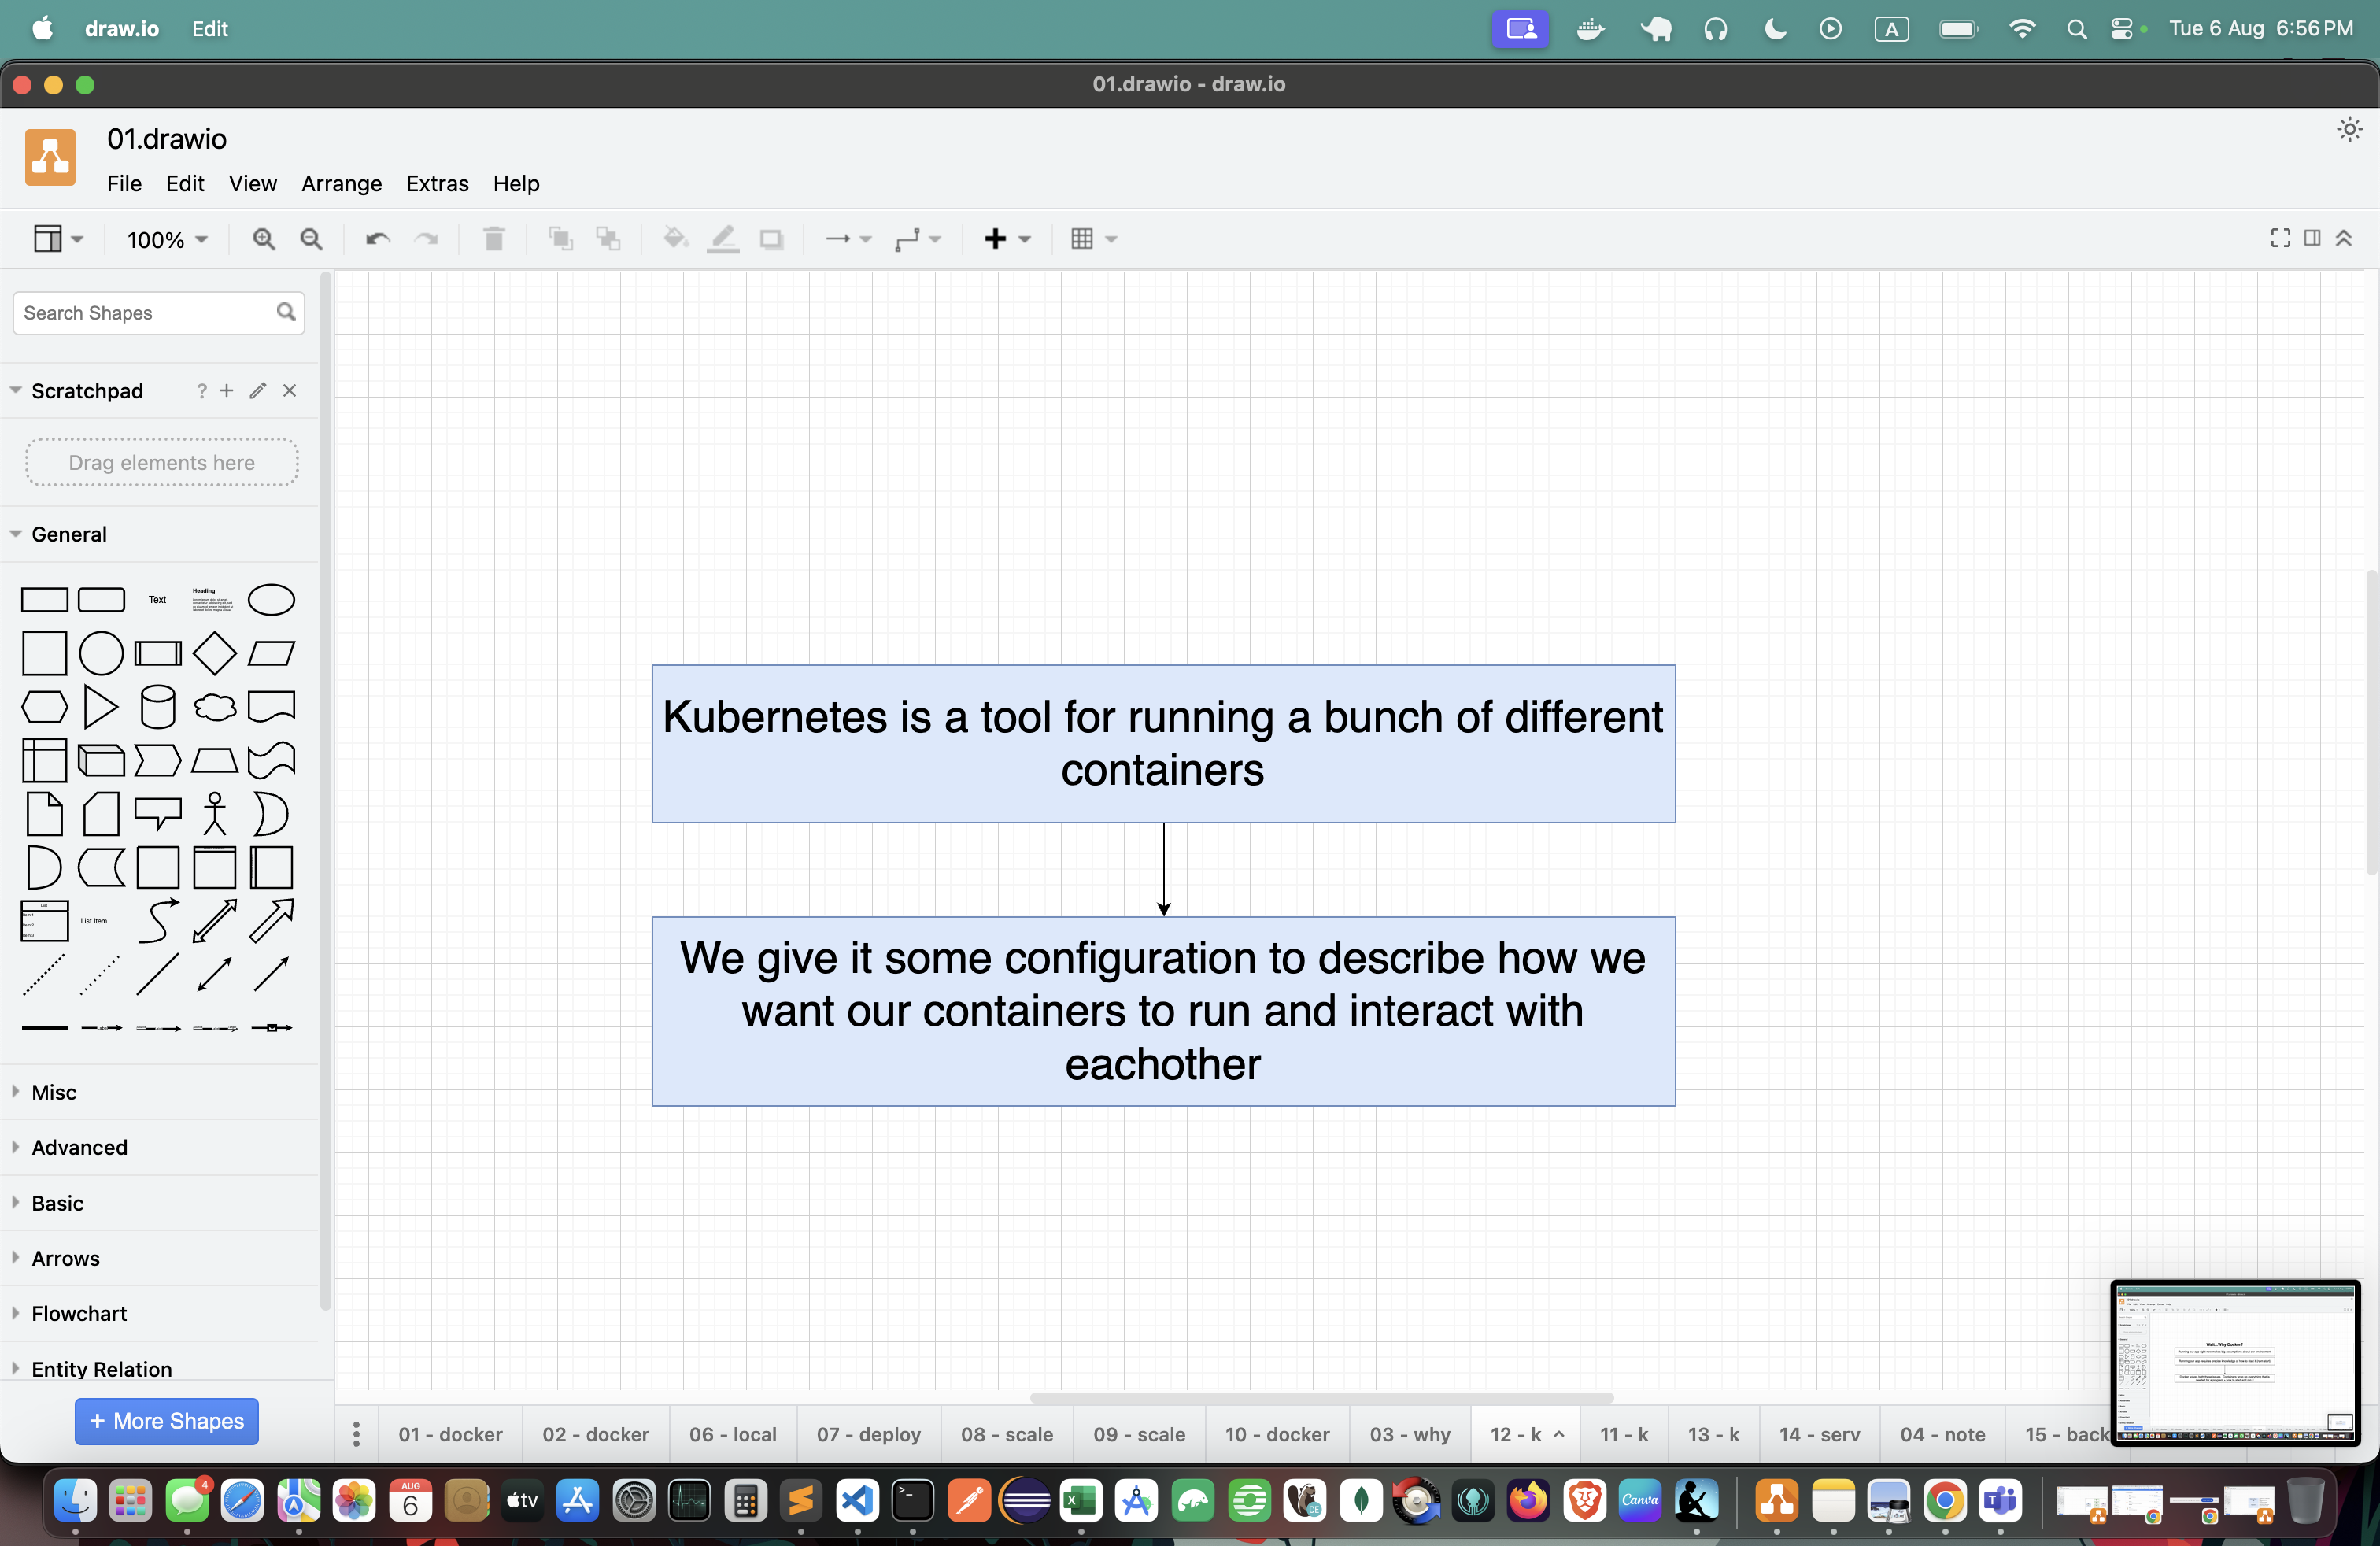 draw.io Edit
A
Tue 6 Aug 6:56 PM
01.drawio - draw.io
01.drawio
File Edit View Arrange Extras Help
100%
Search Shapes
Scratchpad ? +
Drag elements here
General
Text
Heading
List
List Item
Misc
Advanced
Basic
Arrows
Flowchart
Entity Relation
+ More Shapes
Kubernetes is a tool for running a bunch of different
containers
We give it some configuration to describe how we
want our containers to run and interact with
eachother
Wait...Why Docker?
01 - docker 02 - docker 06 - local 07 - deploy 08 - scale 09 - scale 10 - docker 03 - why 12 - k 11 - k 13 - k 14 - serv 04 - note 15 - back
4
AUG
6
tv
X
CE
Canva